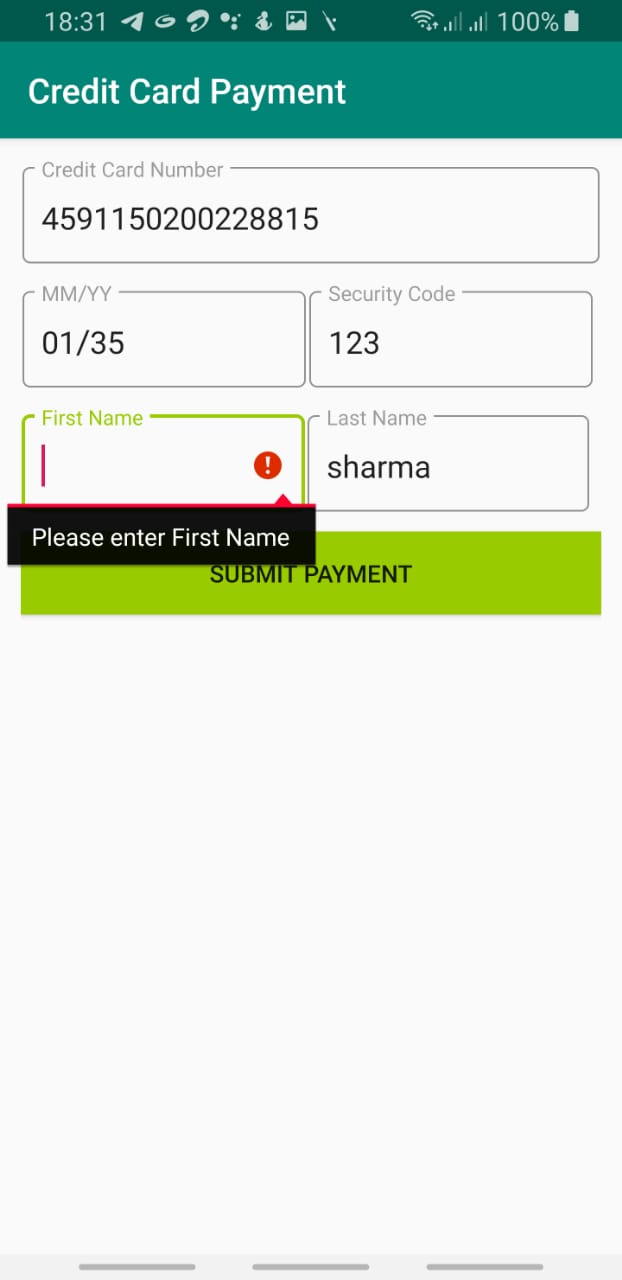 18:31 100%
Credit Card Payment
Credit Card Number
4591150200228815
MM/YY Security Code
01/35 123
First Name Last Name
sharma
Please enter First Name
SUBMIT PAYMENT